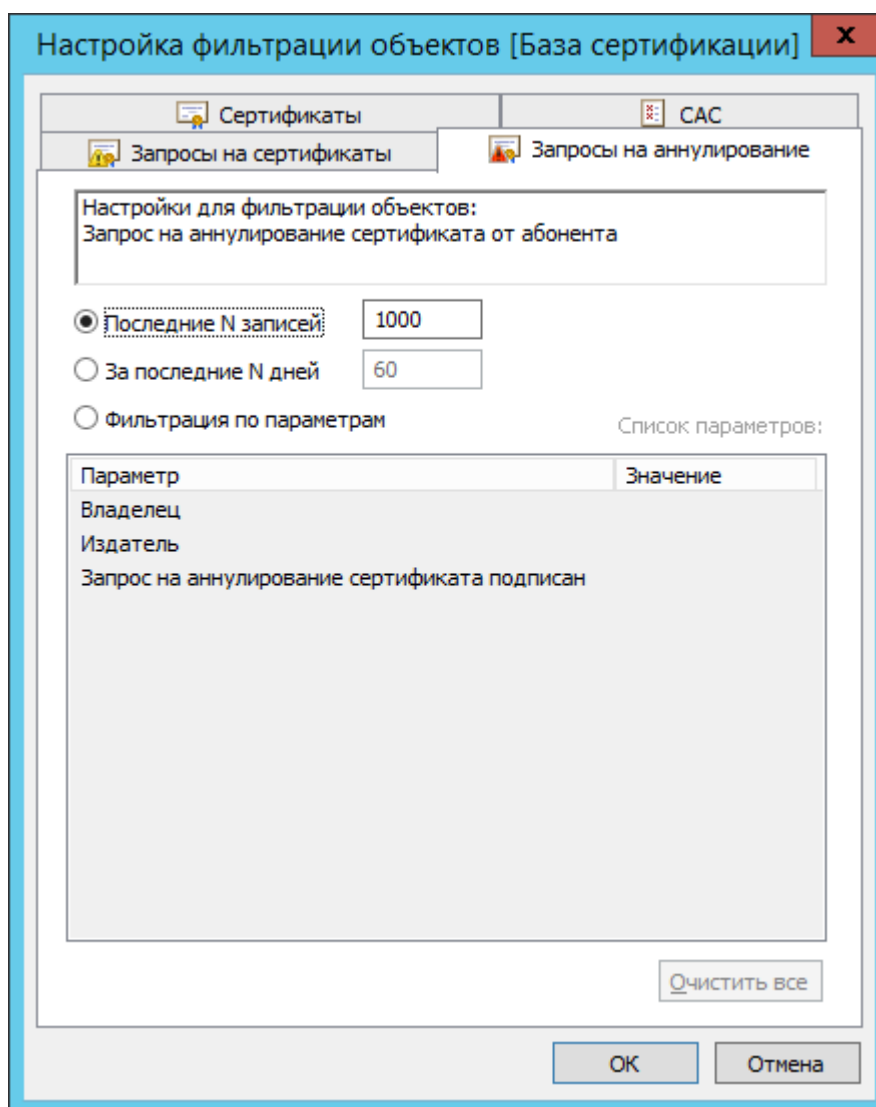 Настройка фильтрации объектов [База сертификации]
x
Сертификаты
САС
Запросы на сертификаты
Запросы на аннулирование
Настройки для фильтрации объектов:
Запрос на аннулирование сертификата от абонента
Последние N записей
1000
За последние N дней
60
Фильтрация по параметрам
Список параметров:
Параметр
Значение
Владелец
Издатель
Запрос на аннулирование сертификата подписан
Очистить все
ОК
Отмена